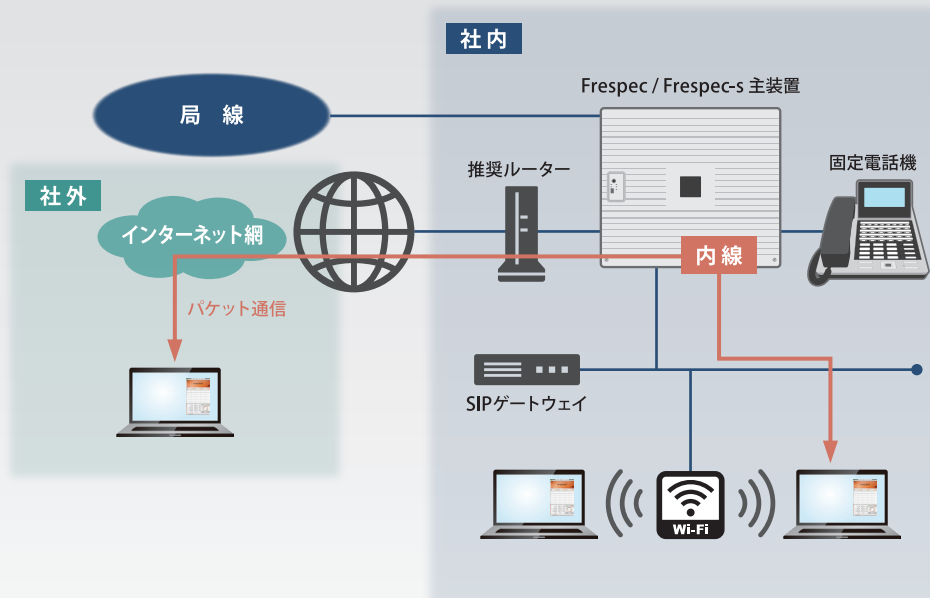 社内
Frespec / Frespec-s 主装置
局　線
推奨ルーター
固定電話機
社外
インターネット網
内線
パケット通信
SIPゲートウェイ
Wi-Fi